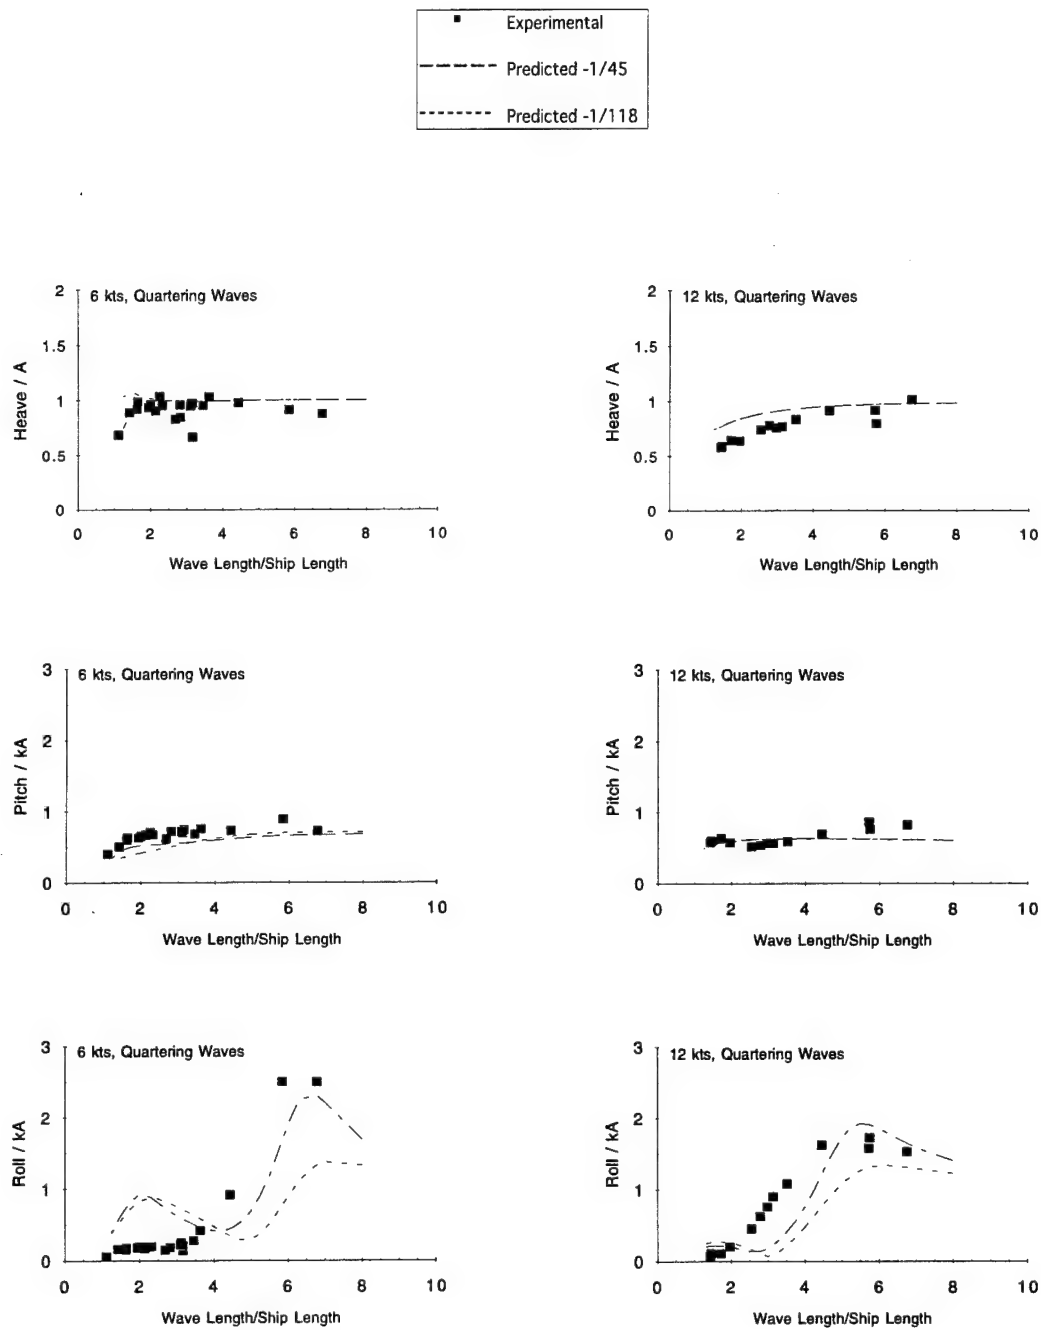 Experimental
Predicted -1/45
Predicted -1/118
6 kts, Quartering Waves
2
1.5
1
0.5
0
Heave / A
0 2 4 6 8 10
Wave Length/Ship Length
12 kts, Quartering Waves
2
1.5
1
0.5
0
Heave / A
0 2 4 6 8 10
Wave Length/Ship Length
6 kts, Quartering Waves
3
2
1
0
Pitch / kA
0 2 4 6 8 10
Wave Length/Ship Length
12 kts, Quartering Waves
3
2
1
0
Pitch / kA
0 2 4 6 8 10
Wave Length/Ship Length
6 kts, Quartering Waves
3
2
1
0
Roll / kA
0 2 4 6 8 10
Wave Length/Ship Length
12 kts, Quartering Waves
3
2
1
0
Roll / kA
0 2 4 6 8 10
Wave Length/Ship Length